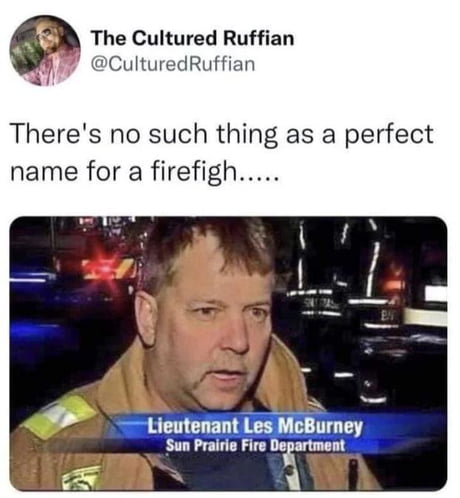 The Cultured Ruffian
@CulturedRuffian
There's no such thing as a perfect
name for a firefigh.....
Lieutenant Les McBurney
Sun Prairie Fire Department